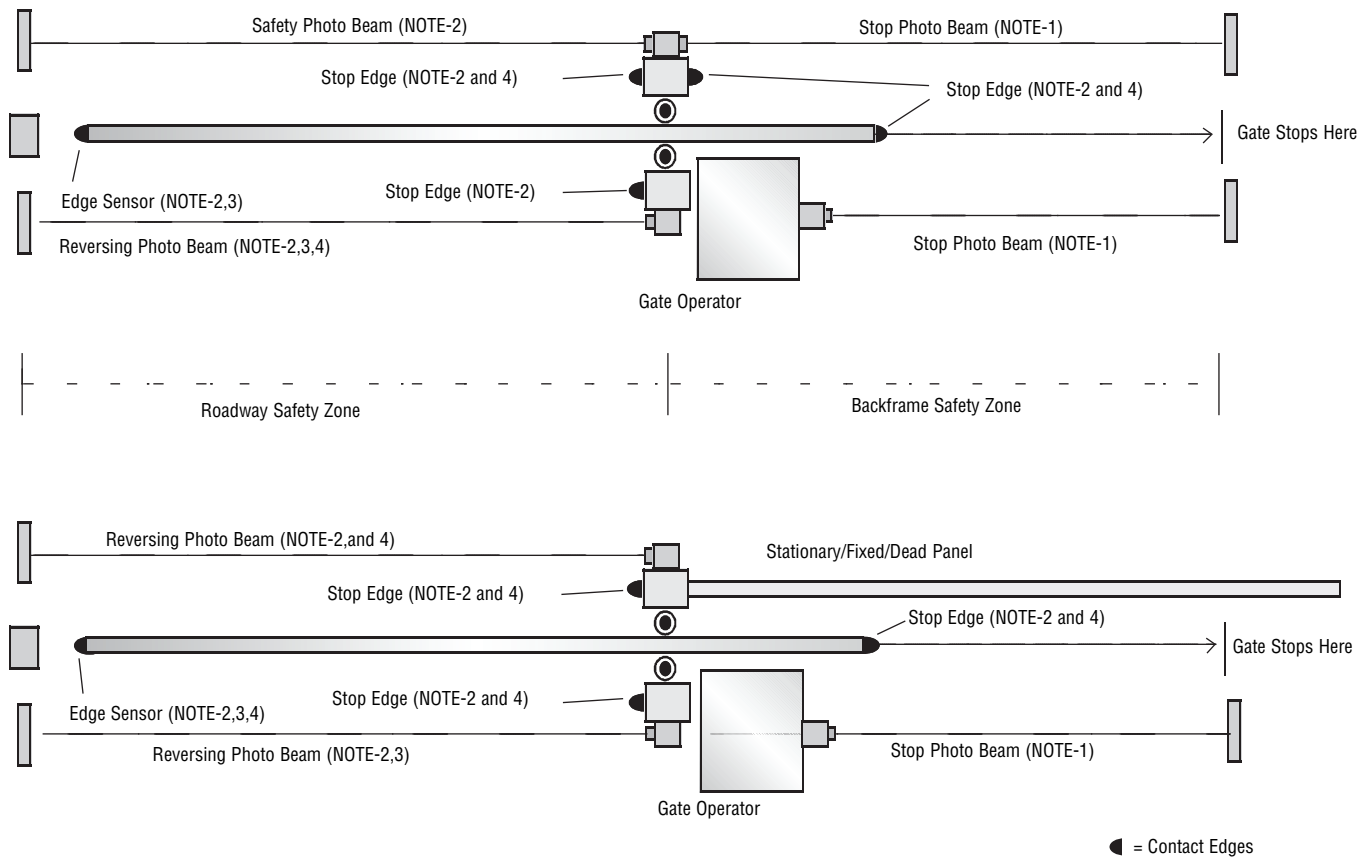 Safety Photo Beam (NOTE-2)
Stop Photo Beam (NOTE-1)
Stop Edge (NOTE-2 and 4)
Stop Edge (NOTE-2 and 4)
Gate Stops Here
Edge Sensor (NOTE-2,3)
Stop Edge (NOTE-2)
Reversing Photo Beam (NOTE-2,3,4)
Stop Photo Beam (NOTE-1)
Gate Operator
Roadway Safety Zone
Backframe Safety Zone
Reversing Photo Beam (NOTE-2,and 4)
Stationary/Fixed/Dead Panel
Stop Edge (NOTE-2 and 4)
Stop Edge (NOTE-2 and 4)
Gate Stops Here
Edge Sensor (NOTE-2,3,4)
Stop Edge (NOTE-2 and 4)
Reversing Photo Beam (NOTE-2,3)
Stop Photo Beam (NOTE-1)
Gate Operator
= Contact Edges